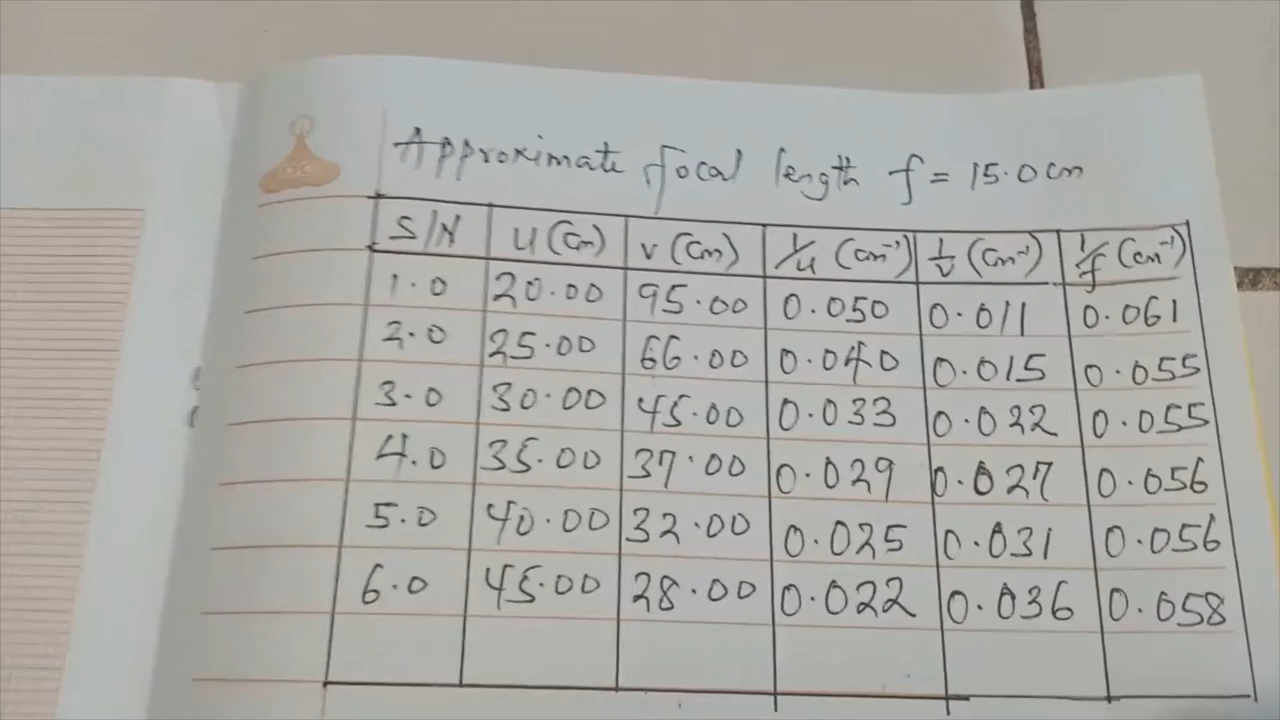 Approximate focal length f = 15.0cm
S/N u(cm) v(cm) 1/u (cm⁻¹) 1/v (cm⁻¹) 1/f (cm⁻¹)
1.0 20.00 95.00 0.050 0.011 0.061
2.0 25.00 66.00 0.040 0.015 0.055
3.0 30.00 45.00 0.033 0.022 0.055
4.0 35.00 37.00 0.029 0.027 0.056
5.0 40.00 32.00 0.025 0.031 0.056
6.0 45.00 28.00 0.022 0.036 0.058